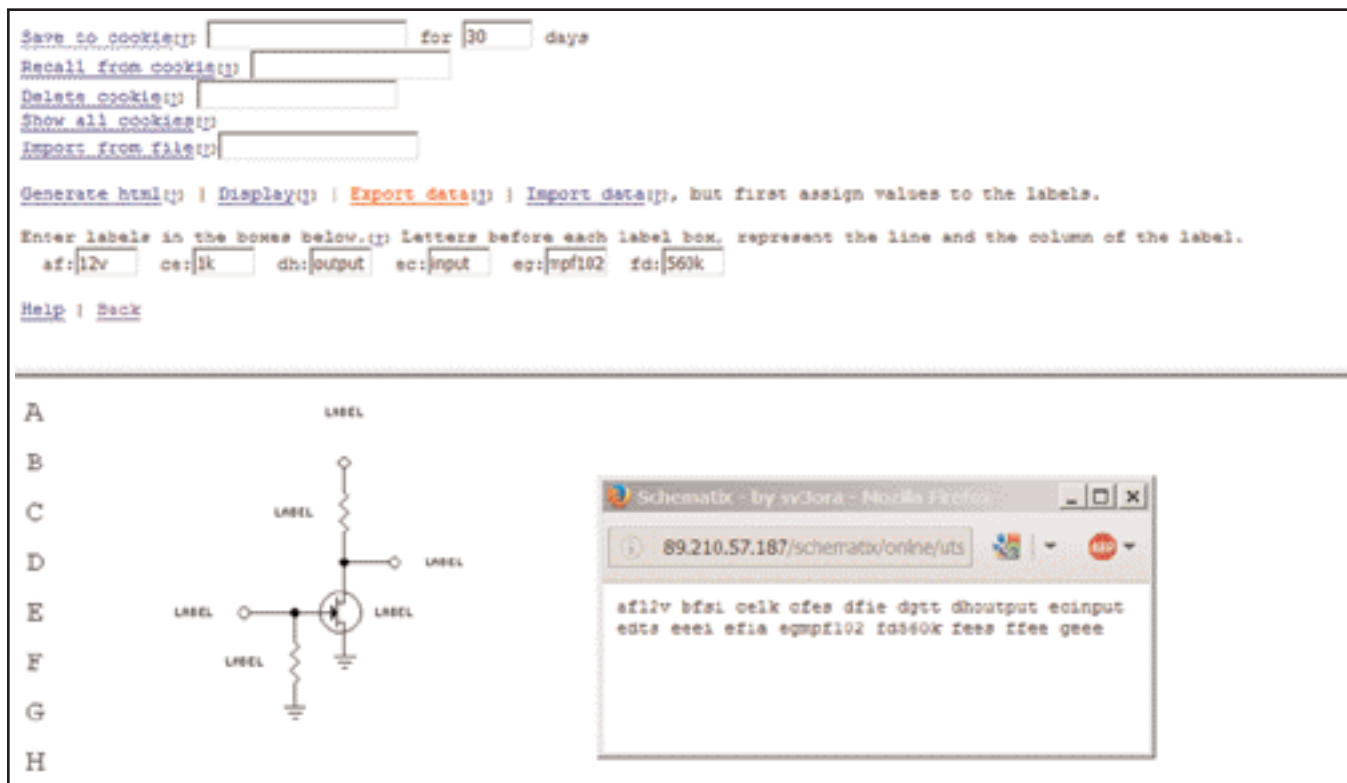 Save to cookie[?] for 30 days
Recall from cookie[?]
Delete cookie[?]
Show all cookies[?]
Import from file[?]
Generate html[?] | Display[?] | Export data[?] | Import data[?], but first assign values to the labels.
Enter labels in the boxes below.[?] Letters before each label box, represent the line and the column of the label.
af: 12v ce: 1k dh: output ec: input eg: mpf102 fd: 560k
Help | Back
A LABEL
B
C LABEL
D LABEL
E LABEL LABEL
F LABEL
G
H
Schematix - by sv3ora - Mozilla Firefox
89.210.57.187/schematix/online/uts
ABP
af12v bfsi ce1k cfes dfie dgtt dhoutput ecinput
edts eeei efia egmpf102 fd560k fees ffee geee